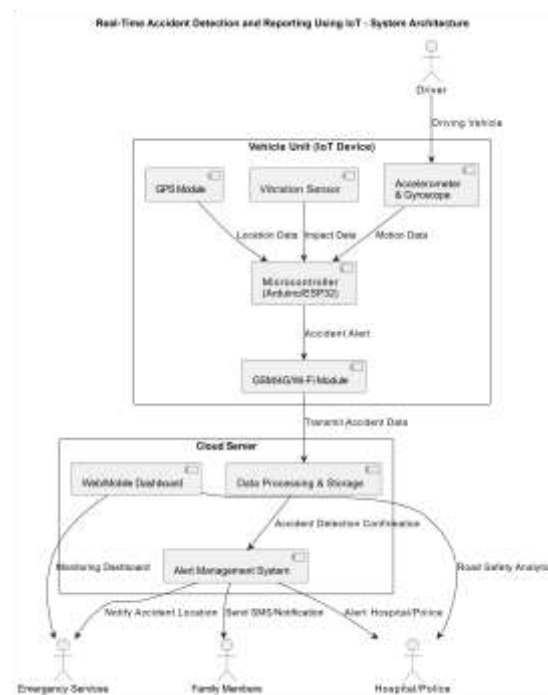 Real-Time Accident Detection and Reporting Using IoT - System Architecture
Driver
Driving Vehicle
Vehicle Unit (IoT Device)
GPS Module
Vibration Sensor
Accelerometer
& Gyroscope
Location Data
Impact Data
Motion Data
Microcontroller
(Arduino/ESP32)
Accident Alert
GSM/4G/Wi-Fi Module
Transmit Accident Data
Cloud Server
Web/Mobile Dashboard
Data Processing & Storage
Accident Detection Confirmation
Monitoring Dashboard
Alert Management System
Road Safety Analytic
Notify Accident Location
Send SMS/Notification
Alert Hospital/Police
Emergency Services
Family Members
Hospital/Police